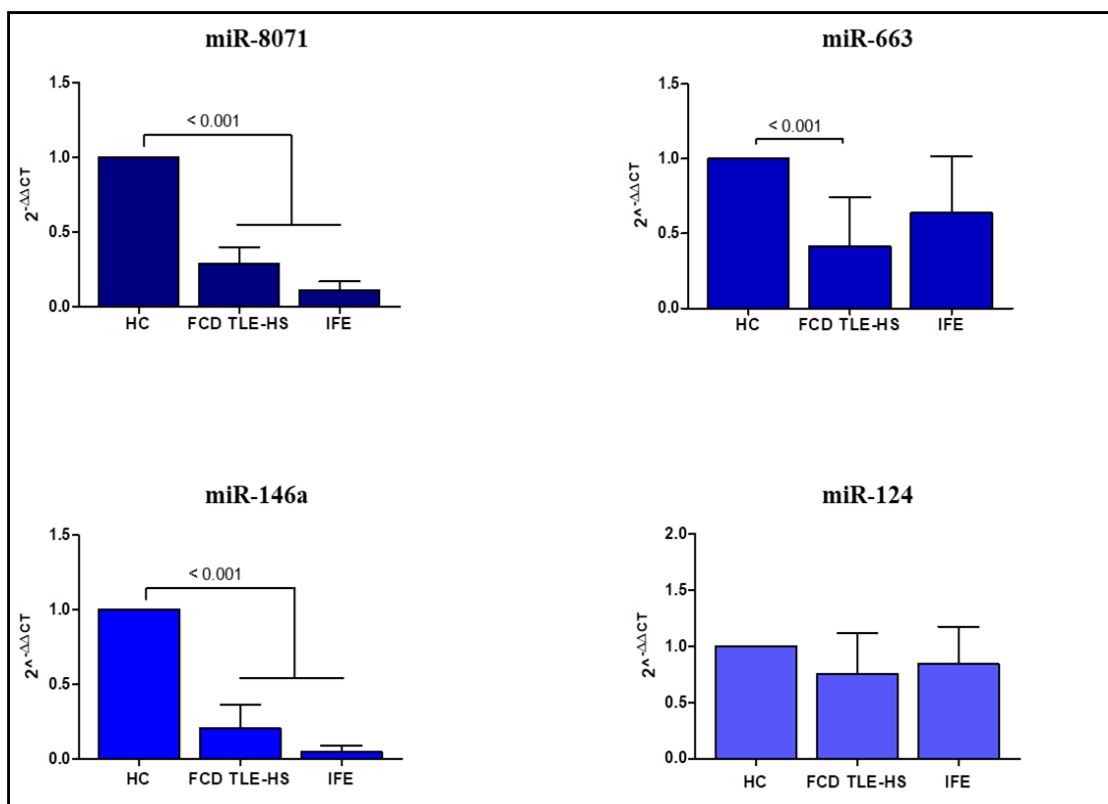 miR-8071
2^-ΔΔCT
1.5
1.0
0.5
0.0
< 0.001
HC FCD TLE-HS IFE
miR-663
2^-ΔΔCT
1.5
1.0
0.5
0.0
< 0.001
HC FCD TLE-HS IFE
miR-146a
2^-ΔΔCT
1.5
1.0
0.5
0.0
< 0.001
HC FCD TLE-HS IFE
miR-124
2^-ΔΔCT
2.0
1.5
1.0
0.5
0.0
HC FCD TLE-HS IFE